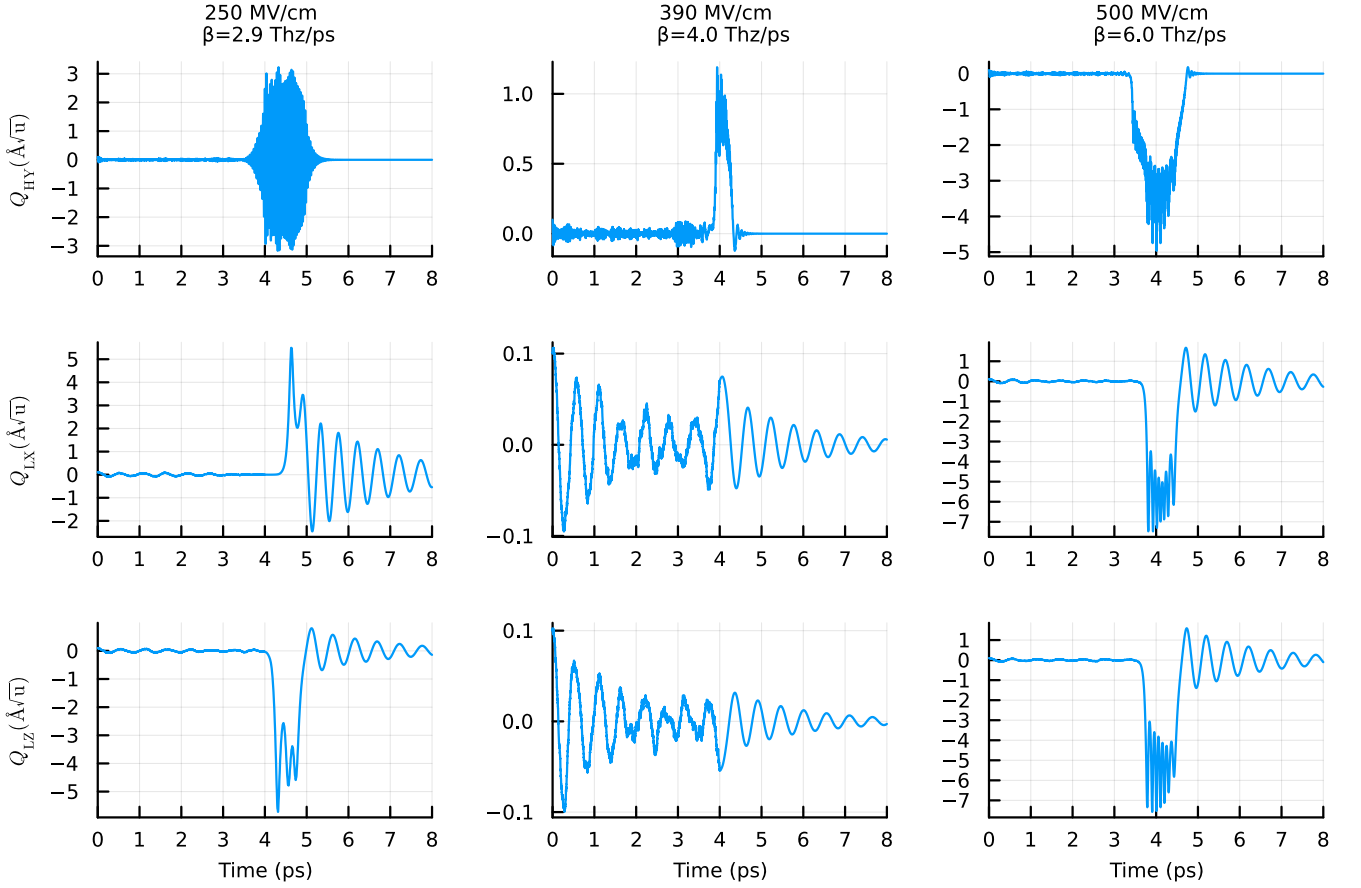 250 MV/cm
β=2.9 Thz/ps
390 MV/cm
β=4.0 Thz/ps
500 MV/cm
β=6.0 Thz/ps
Q_HY(Å√u)
3
2
1
0
−1
−2
−3
0 1 2 3 4 5 6 7 8
1.0
0.5
0.0
0 1 2 3 4 5 6 7 8
0
−1
−2
−3
−4
−5
0 1 2 3 4 5 6 7 8
Q_LX(Å√u)
5
4
3
2
1
0
−1
−2
0 1 2 3 4 5 6 7 8
0.1
0.0
−0.1
0 1 2 3 4 5 6 7 8
1
0
−1
−2
−3
−4
−5
−6
−7
0 1 2 3 4 5 6 7 8
Q_LZ(Å√u)
0
−1
−2
−3
−4
−5
0 1 2 3 4 5 6 7 8
Time (ps)
0.1
0.0
−0.1
0 1 2 3 4 5 6 7 8
Time (ps)
1
0
−1
−2
−3
−4
−5
−6
−7
0 1 2 3 4 5 6 7 8
Time (ps)